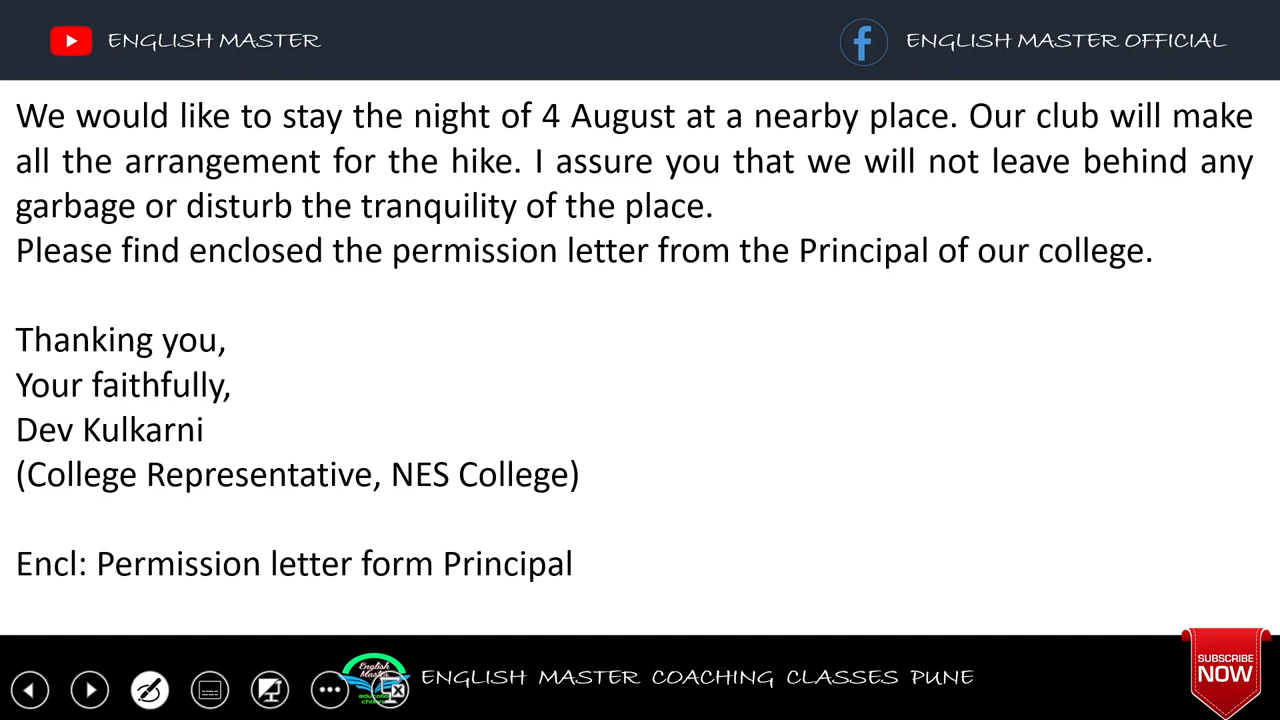 ENGLISH MASTER
ENGLISH MASTER OFFICIAL
We would like to stay the night of 4 August at a nearby place. Our club will make
all the arrangement for the hike. I assure you that we will not leave behind any
garbage or disturb the tranquility of the place.
Please find enclosed the permission letter from the Principal of our college.
Thanking you,
Your faithfully,
Dev Kulkarni
(College Representative, NES College)
Encl: Permission letter form Principal
English
Master
ENGLISH MASTER COACHING CLASSES PUNE
SUBSCRIBE
NOW